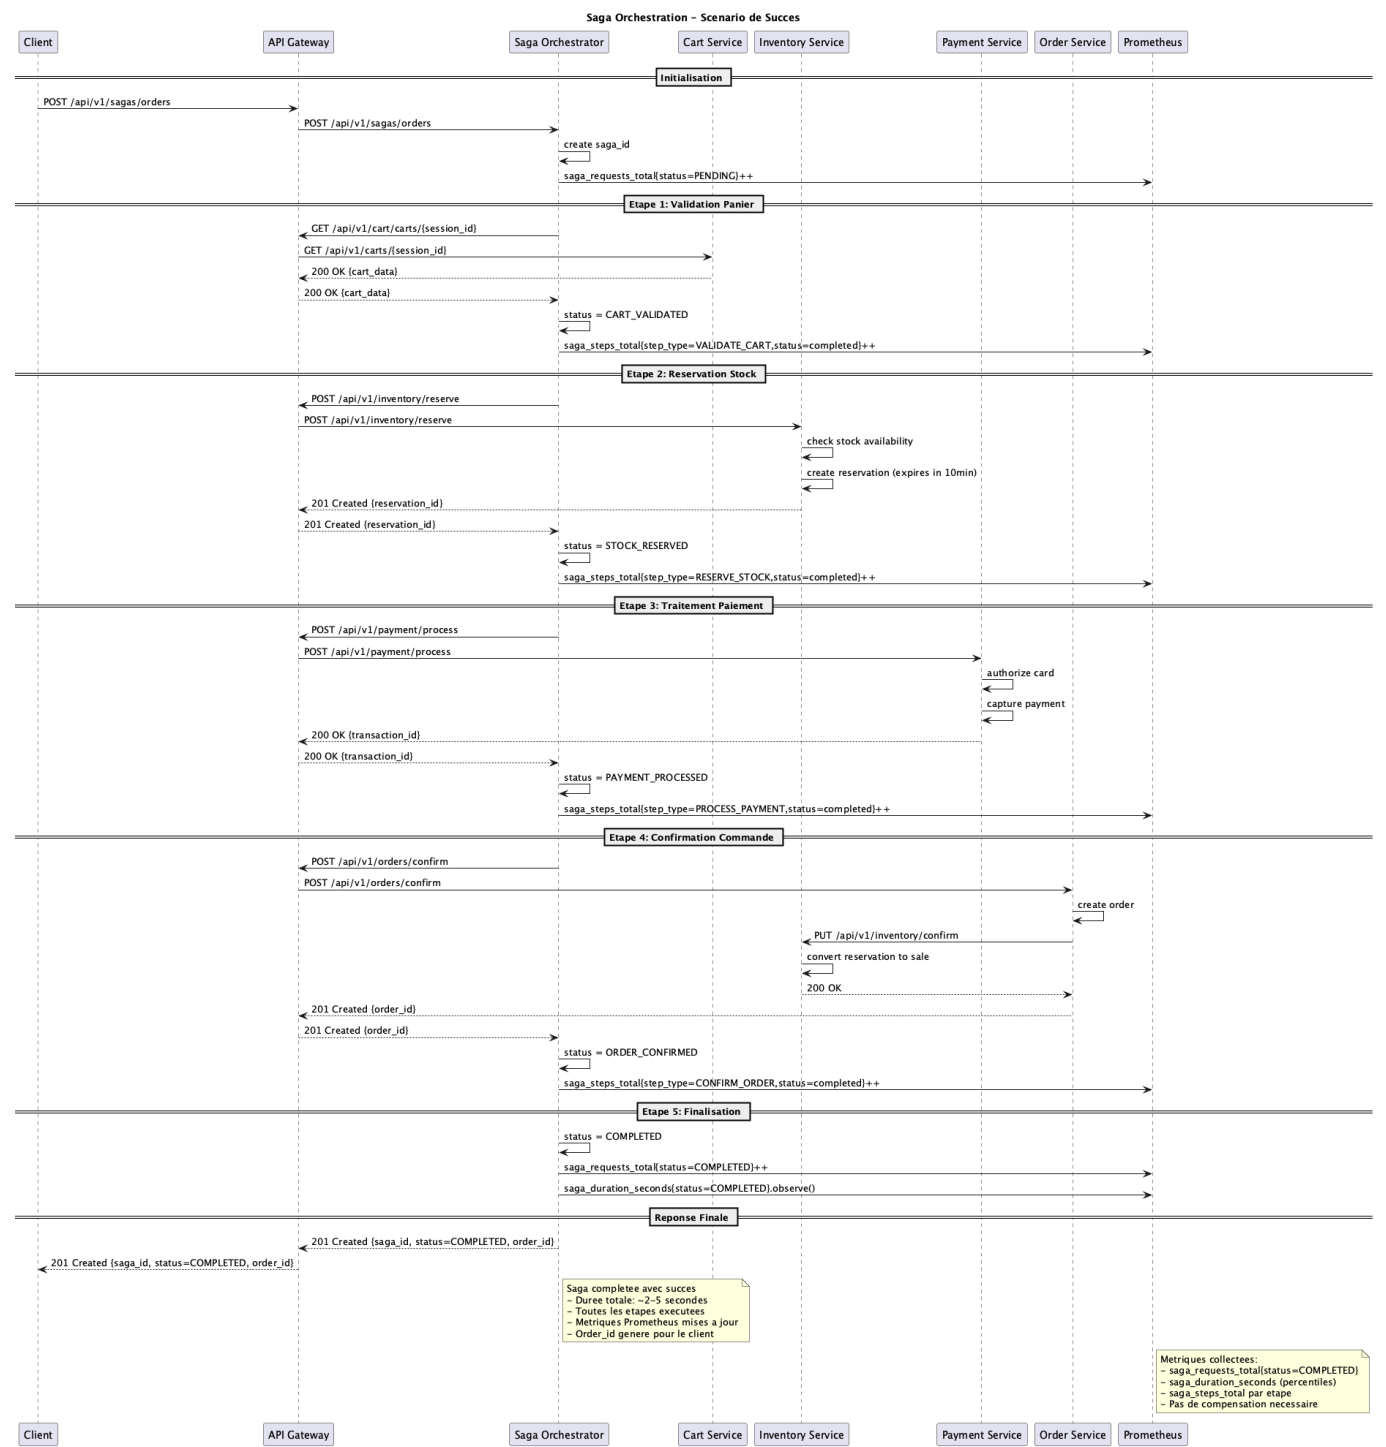 Saga Orchestration - Scenario de Succes
Client API Gateway Saga Orchestrator Cart Service Inventory Service Payment Service Order Service Prometheus
Initialisation
POST /api/v1/sagas/orders
POST /api/v1/sagas/orders
create saga_id
saga_requests_total{status=PENDING}++
Etape 1: Validation Panier
GET /api/v1/cart/carts/{session_id}
GET /api/v1/carts/{session_id}
200 OK {cart_data}
200 OK {cart_data}
status = CART_VALIDATED
saga_steps_total{step_type=VALIDATE_CART,status=completed}++
Etape 2: Reservation Stock
POST /api/v1/inventory/reserve
POST /api/v1/inventory/reserve
check stock availability
create reservation (expires in 10min)
201 Created {reservation_id}
201 Created {reservation_id}
status = STOCK_RESERVED
saga_steps_total{step_type=RESERVE_STOCK,status=completed}++
Etape 3: Traitement Paiement
POST /api/v1/payment/process
POST /api/v1/payment/process
authorize card
capture payment
200 OK {transaction_id}
200 OK {transaction_id}
status = PAYMENT_PROCESSED
saga_steps_total{step_type=PROCESS_PAYMENT,status=completed}++
Etape 4: Confirmation Commande
POST /api/v1/orders/confirm
POST /api/v1/orders/confirm
create order
PUT /api/v1/inventory/confirm
convert reservation to sale
200 OK
201 Created {order_id}
201 Created {order_id}
status = ORDER_CONFIRMED
saga_steps_total{step_type=CONFIRM_ORDER,status=completed}++
Etape 5: Finalisation
status = COMPLETED
saga_requests_total{status=COMPLETED}++
saga_duration_seconds{status=COMPLETED}.observe()
Reponse Finale
201 Created {saga_id, status=COMPLETED, order_id}
201 Created {saga_id, status=COMPLETED, order_id}
Saga completee avec succes
- Duree totale: ~2-5 secondes
- Toutes les etapes executees
- Metriques Prometheus mises a jour
- Order_id genere pour le client
Metriques collectees:
- saga_requests_total{status=COMPLETED}
- saga_duration_seconds (percentiles)
- saga_steps_total par etape
- Pas de compensation necessaire
Client API Gateway Saga Orchestrator Cart Service Inventory Service Payment Service Order Service Prometheus